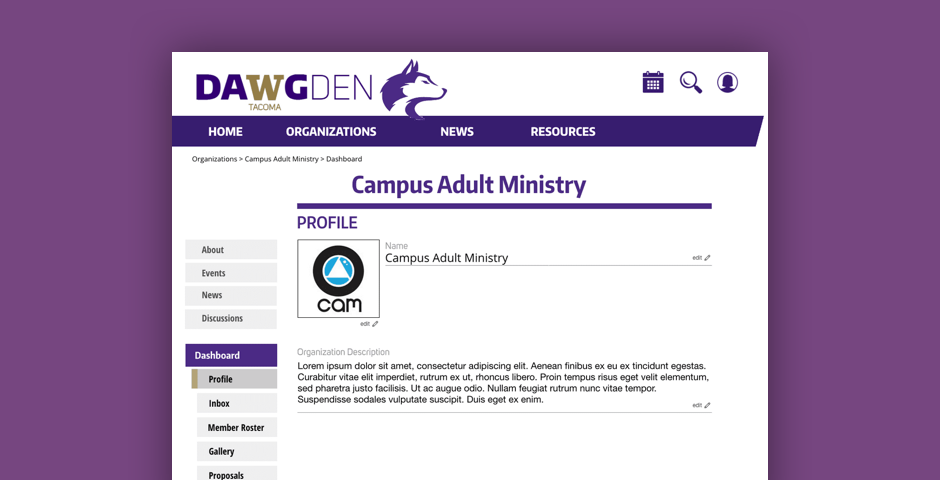 DAWGDEN
TACOMA
HOME ORGANIZATIONS NEWS RESOURCES
Organizations > Campus Adult Ministry > Dashboard
Campus Adult Ministry
PROFILE
About
Events
News
Discussions
Dashboard
Profile
Inbox
Member Roster
Gallery
Proposals
cam
edit
Name
Campus Adult Ministry
edit
Organization Description
Lorem ipsum dolor sit amet, consectetur adipiscing elit. Aenean finibus ex eu ex tincidunt egestas.
Curabitur vitae elit imperdiet, rutrum ex ut, rhoncus libero. Proin tempus risus eget velit elementum,
sed pharetra justo facilisis. Ut ac augue odio. Nullam feugiat rutrum nunc vitae tempor.
Suspendisse sodales vulputate suscipit. Duis eget ex enim.
edit